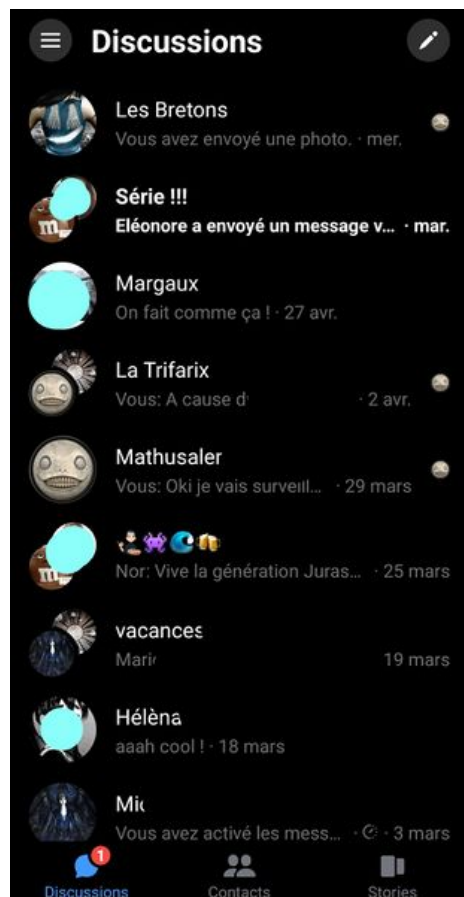 Discussions
Les Bretons
Vous avez envoyé une photo. · mer.
Série !!!
Eléonore a envoyé un message v... · mar.
Margaux
On fait comme ça ! · 27 avr.
La Trifarix
Vous: A cause d · 2 avr.
Mathusaler
Vous: Oki je vais surveill... · 29 mars
Nor: Vive la génération Juras... · 25 mars
vacances
19 mars
Hélèna
aaah cool ! · 18 mars
Vous avez activé les mess... · · 3 mars
1
Discussions
Contacts
Stories